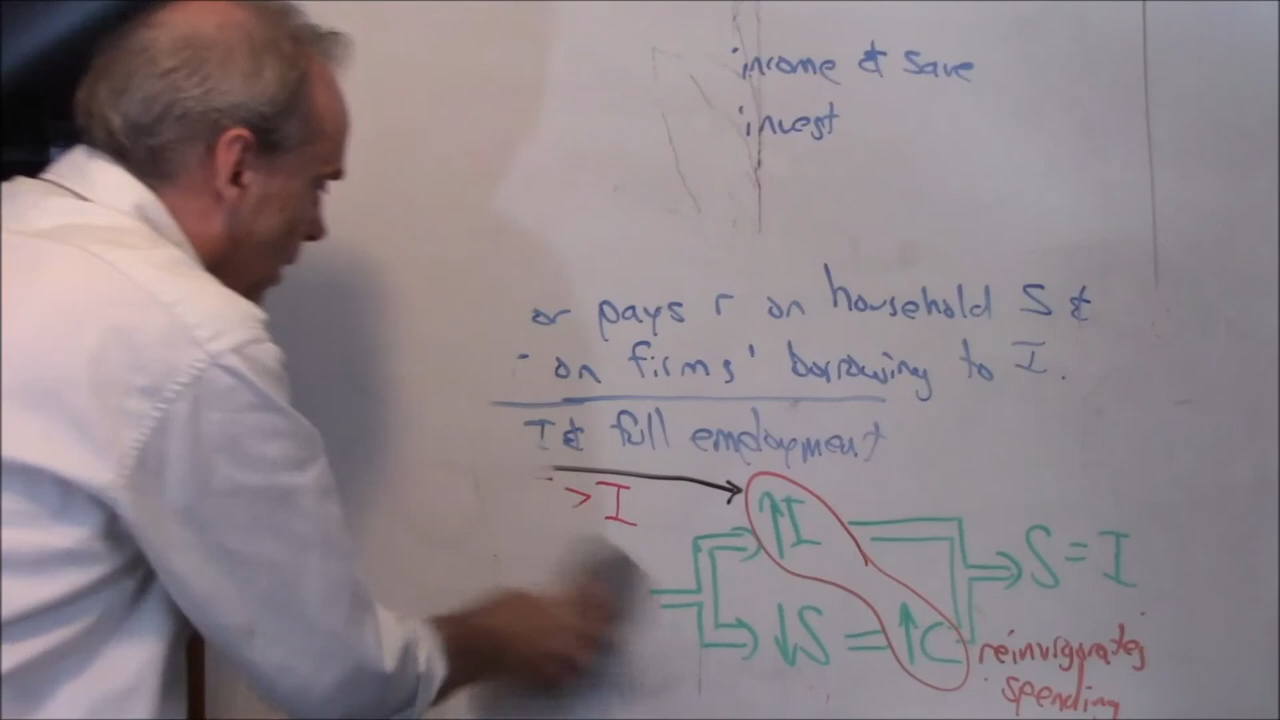 income & save
invest
or pays r on household S &
on firms' borrowing to I.
I & full employment
> I
↑I
S = I
↓S = ↑C
reinvigorates
spending